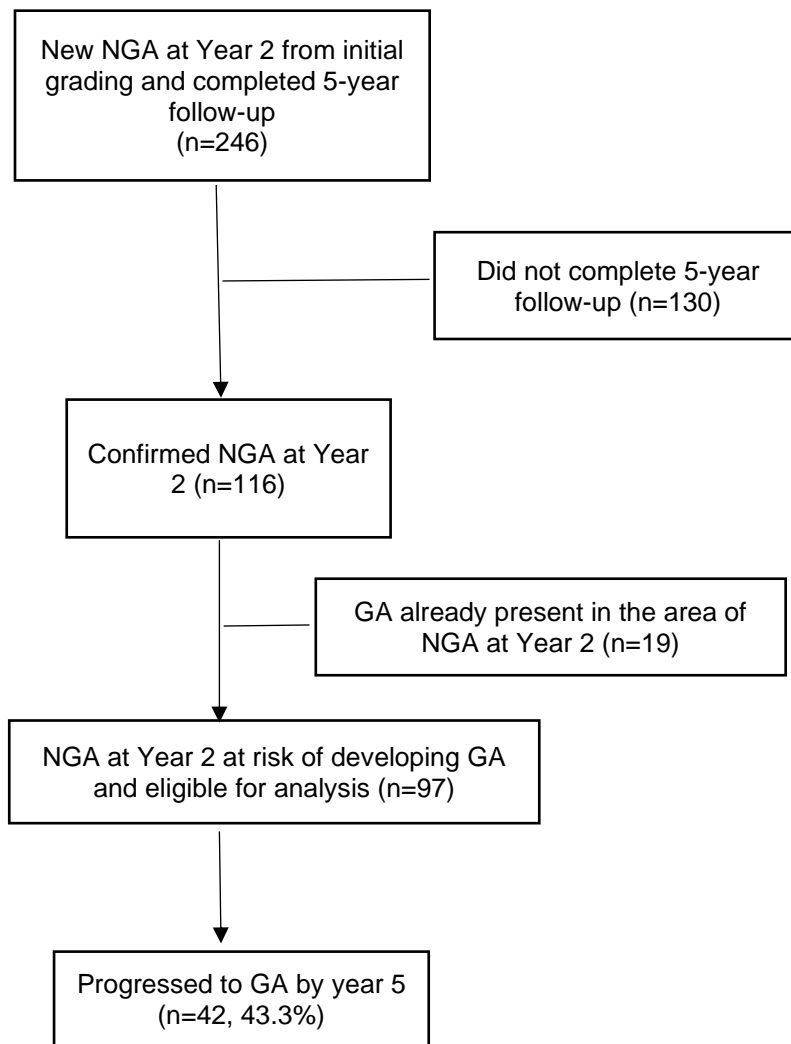 New NGA at Year 2 from initial
grading and completed 5-year
follow-up
(n=246)
Did not complete 5-year
follow-up (n=130)
Confirmed NGA at Year
2 (n=116)
GA already present in the area of
NGA at Year 2 (n=19)
NGA at Year 2 at risk of developing GA
and eligible for analysis (n=97)
Progressed to GA by year 5
(n=42, 43.3%)